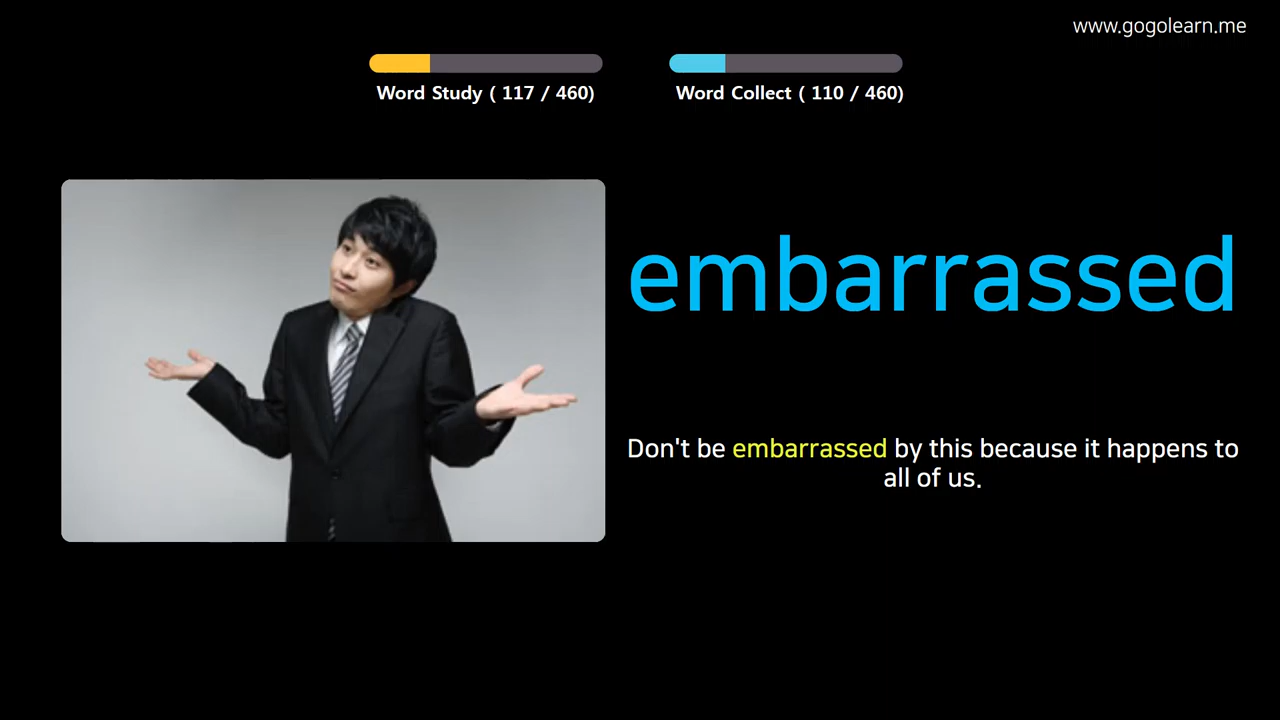 www.gogolearn.me
Word Study ( 117 / 460)
Word Collect ( 110 / 460)
embarrassed
Don't be embarrassed by this because it happens to
all of us.